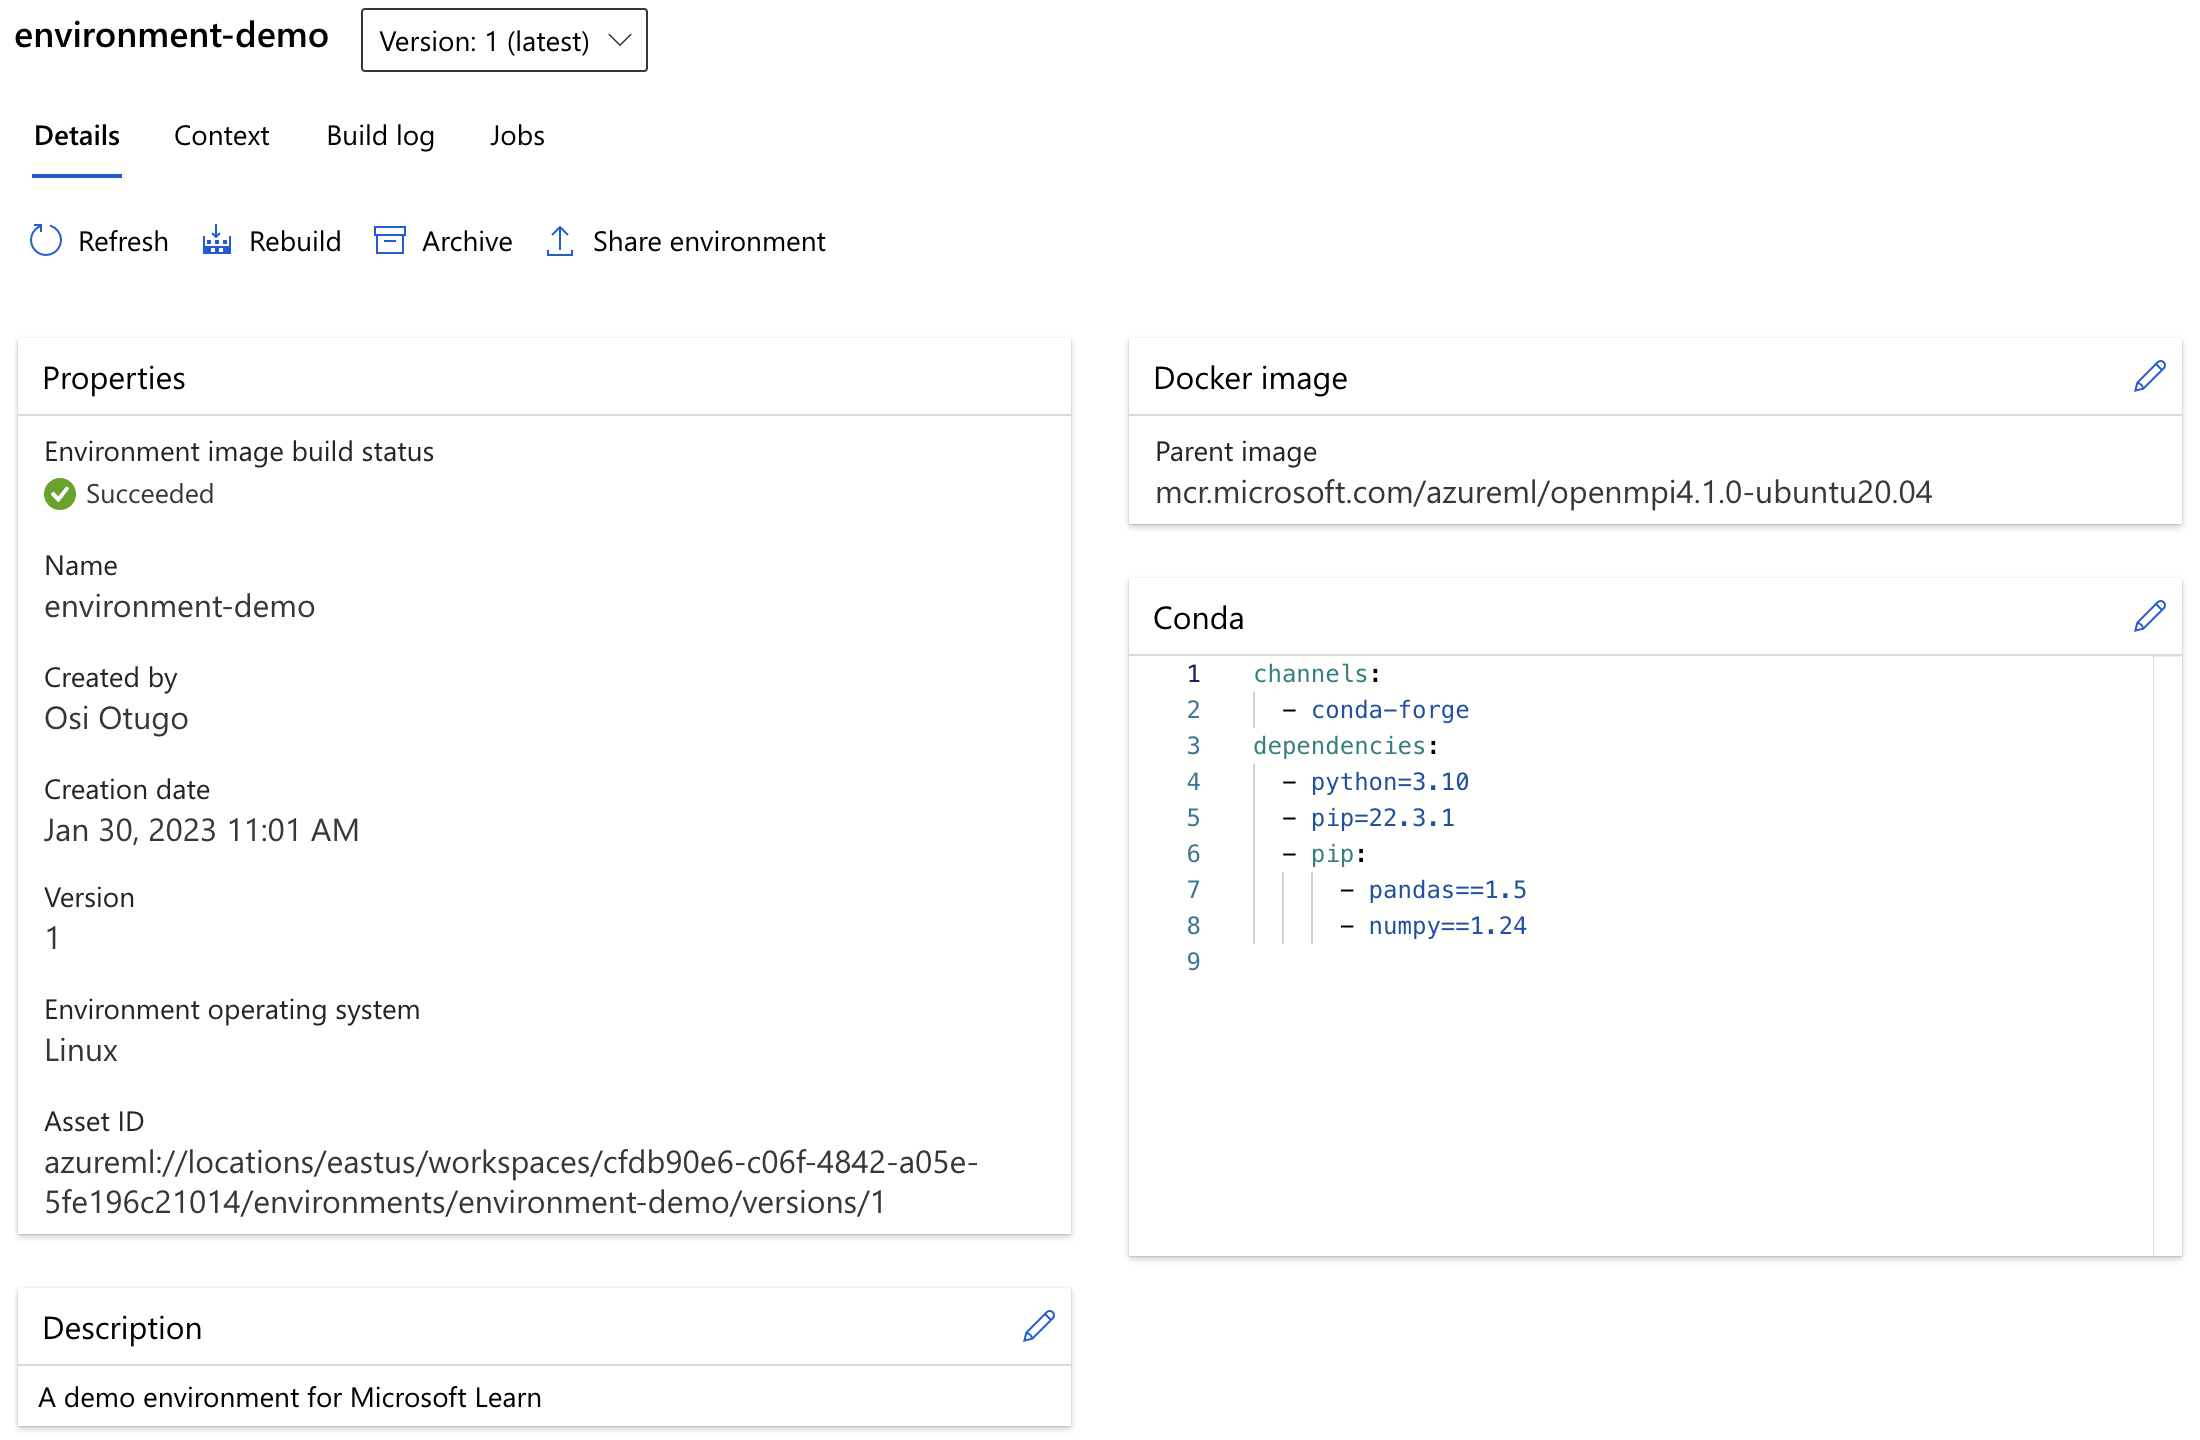 environment-demo
Version: 1 (latest)
Details Context Build log Jobs
Refresh Rebuild Archive Share environment
Properties
Environment image build status
Succeeded
Name
environment-demo
Created by
Osi Otugo
Creation date
Jan 30, 2023 11:01 AM
Version
1
Environment operating system
Linux
Asset ID
azureml://locations/eastus/workspaces/cfdb90e6-c06f-4842-a05e-
5fe196c21014/environments/environment-demo/versions/1
Description
A demo environment for Microsoft Learn
Docker image
Parent image
mcr.microsoft.com/azureml/openmpi4.1.0-ubuntu20.04
Conda
1 channels:
2 - conda-forge
3 dependencies:
4 - python=3.10
5 - pip=22.3.1
6 - pip:
7 - pandas==1.5
8 - numpy==1.24
9